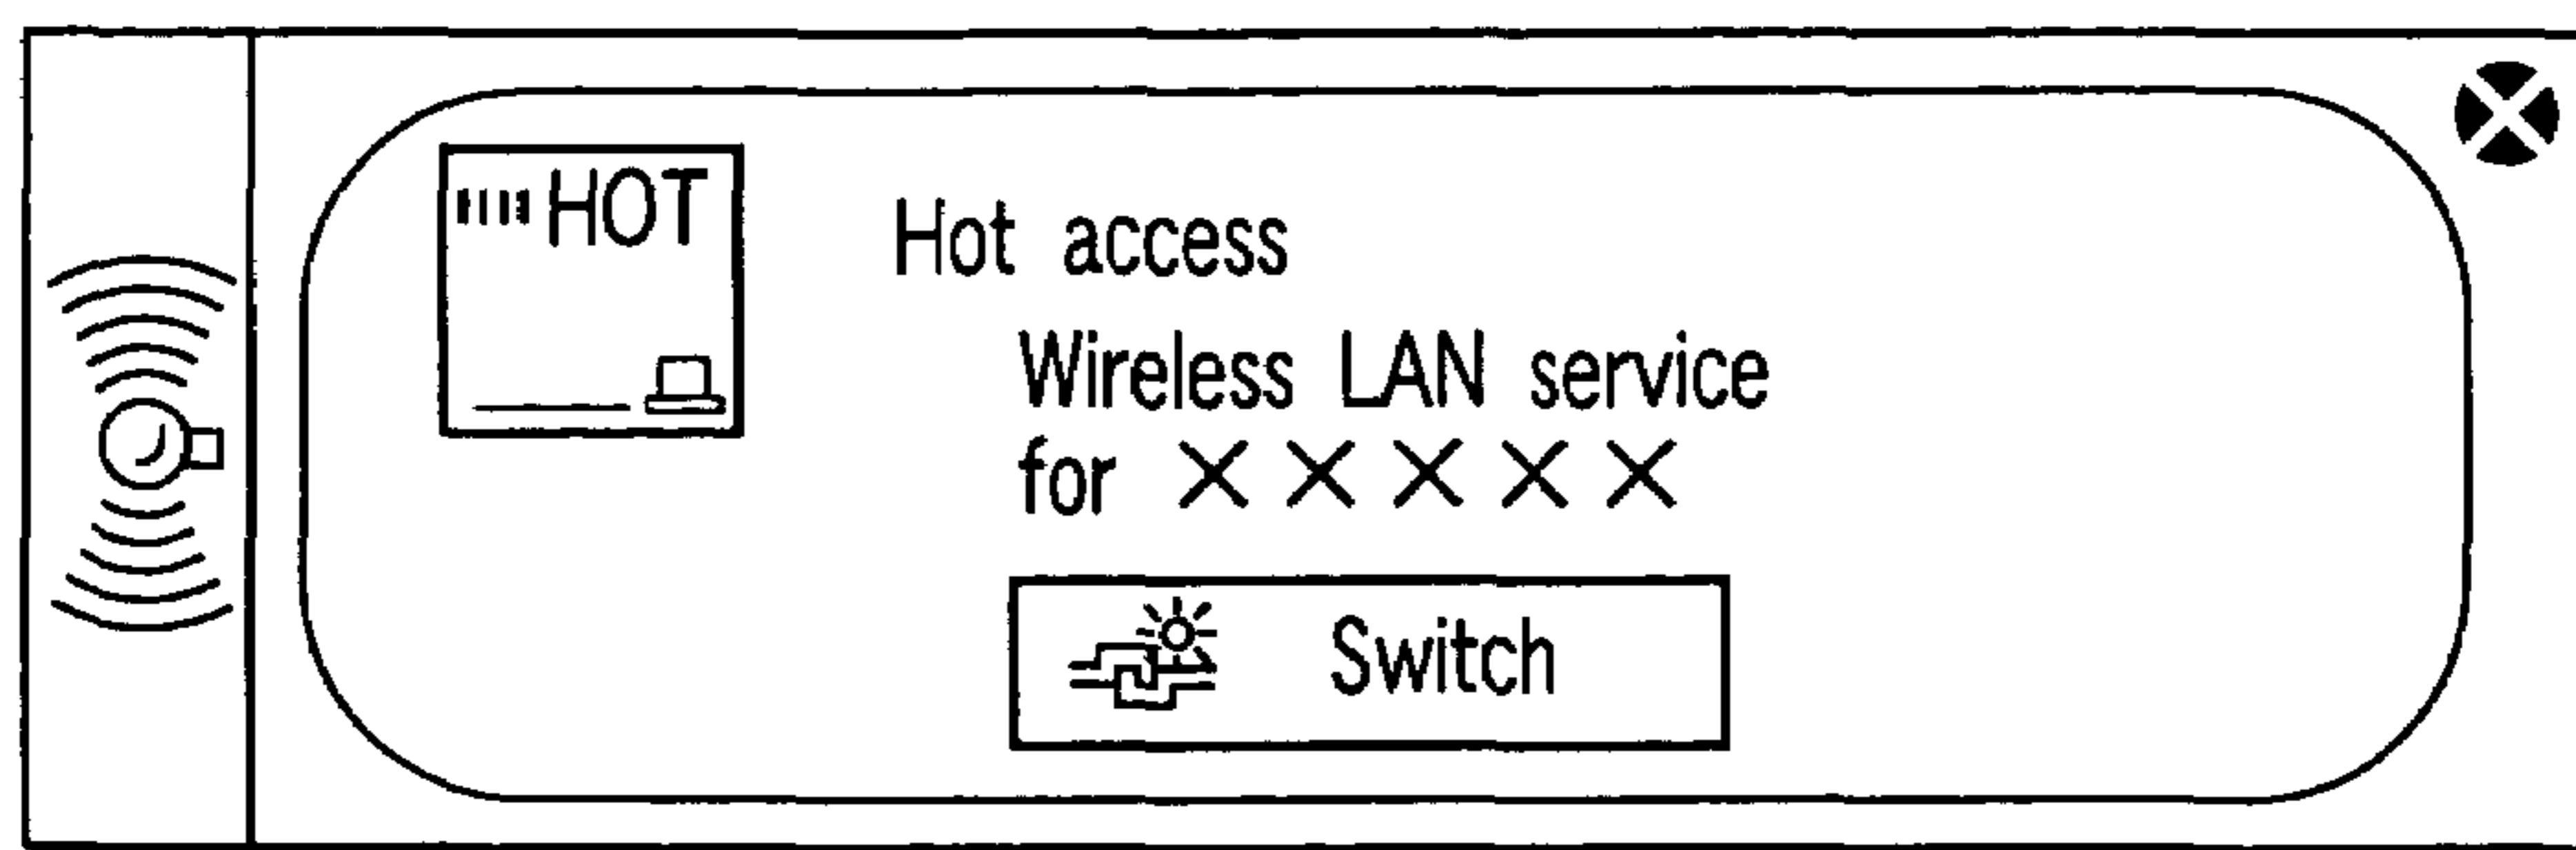 HOT
Hot access
Wireless LAN service
for × × × × ×
Switch